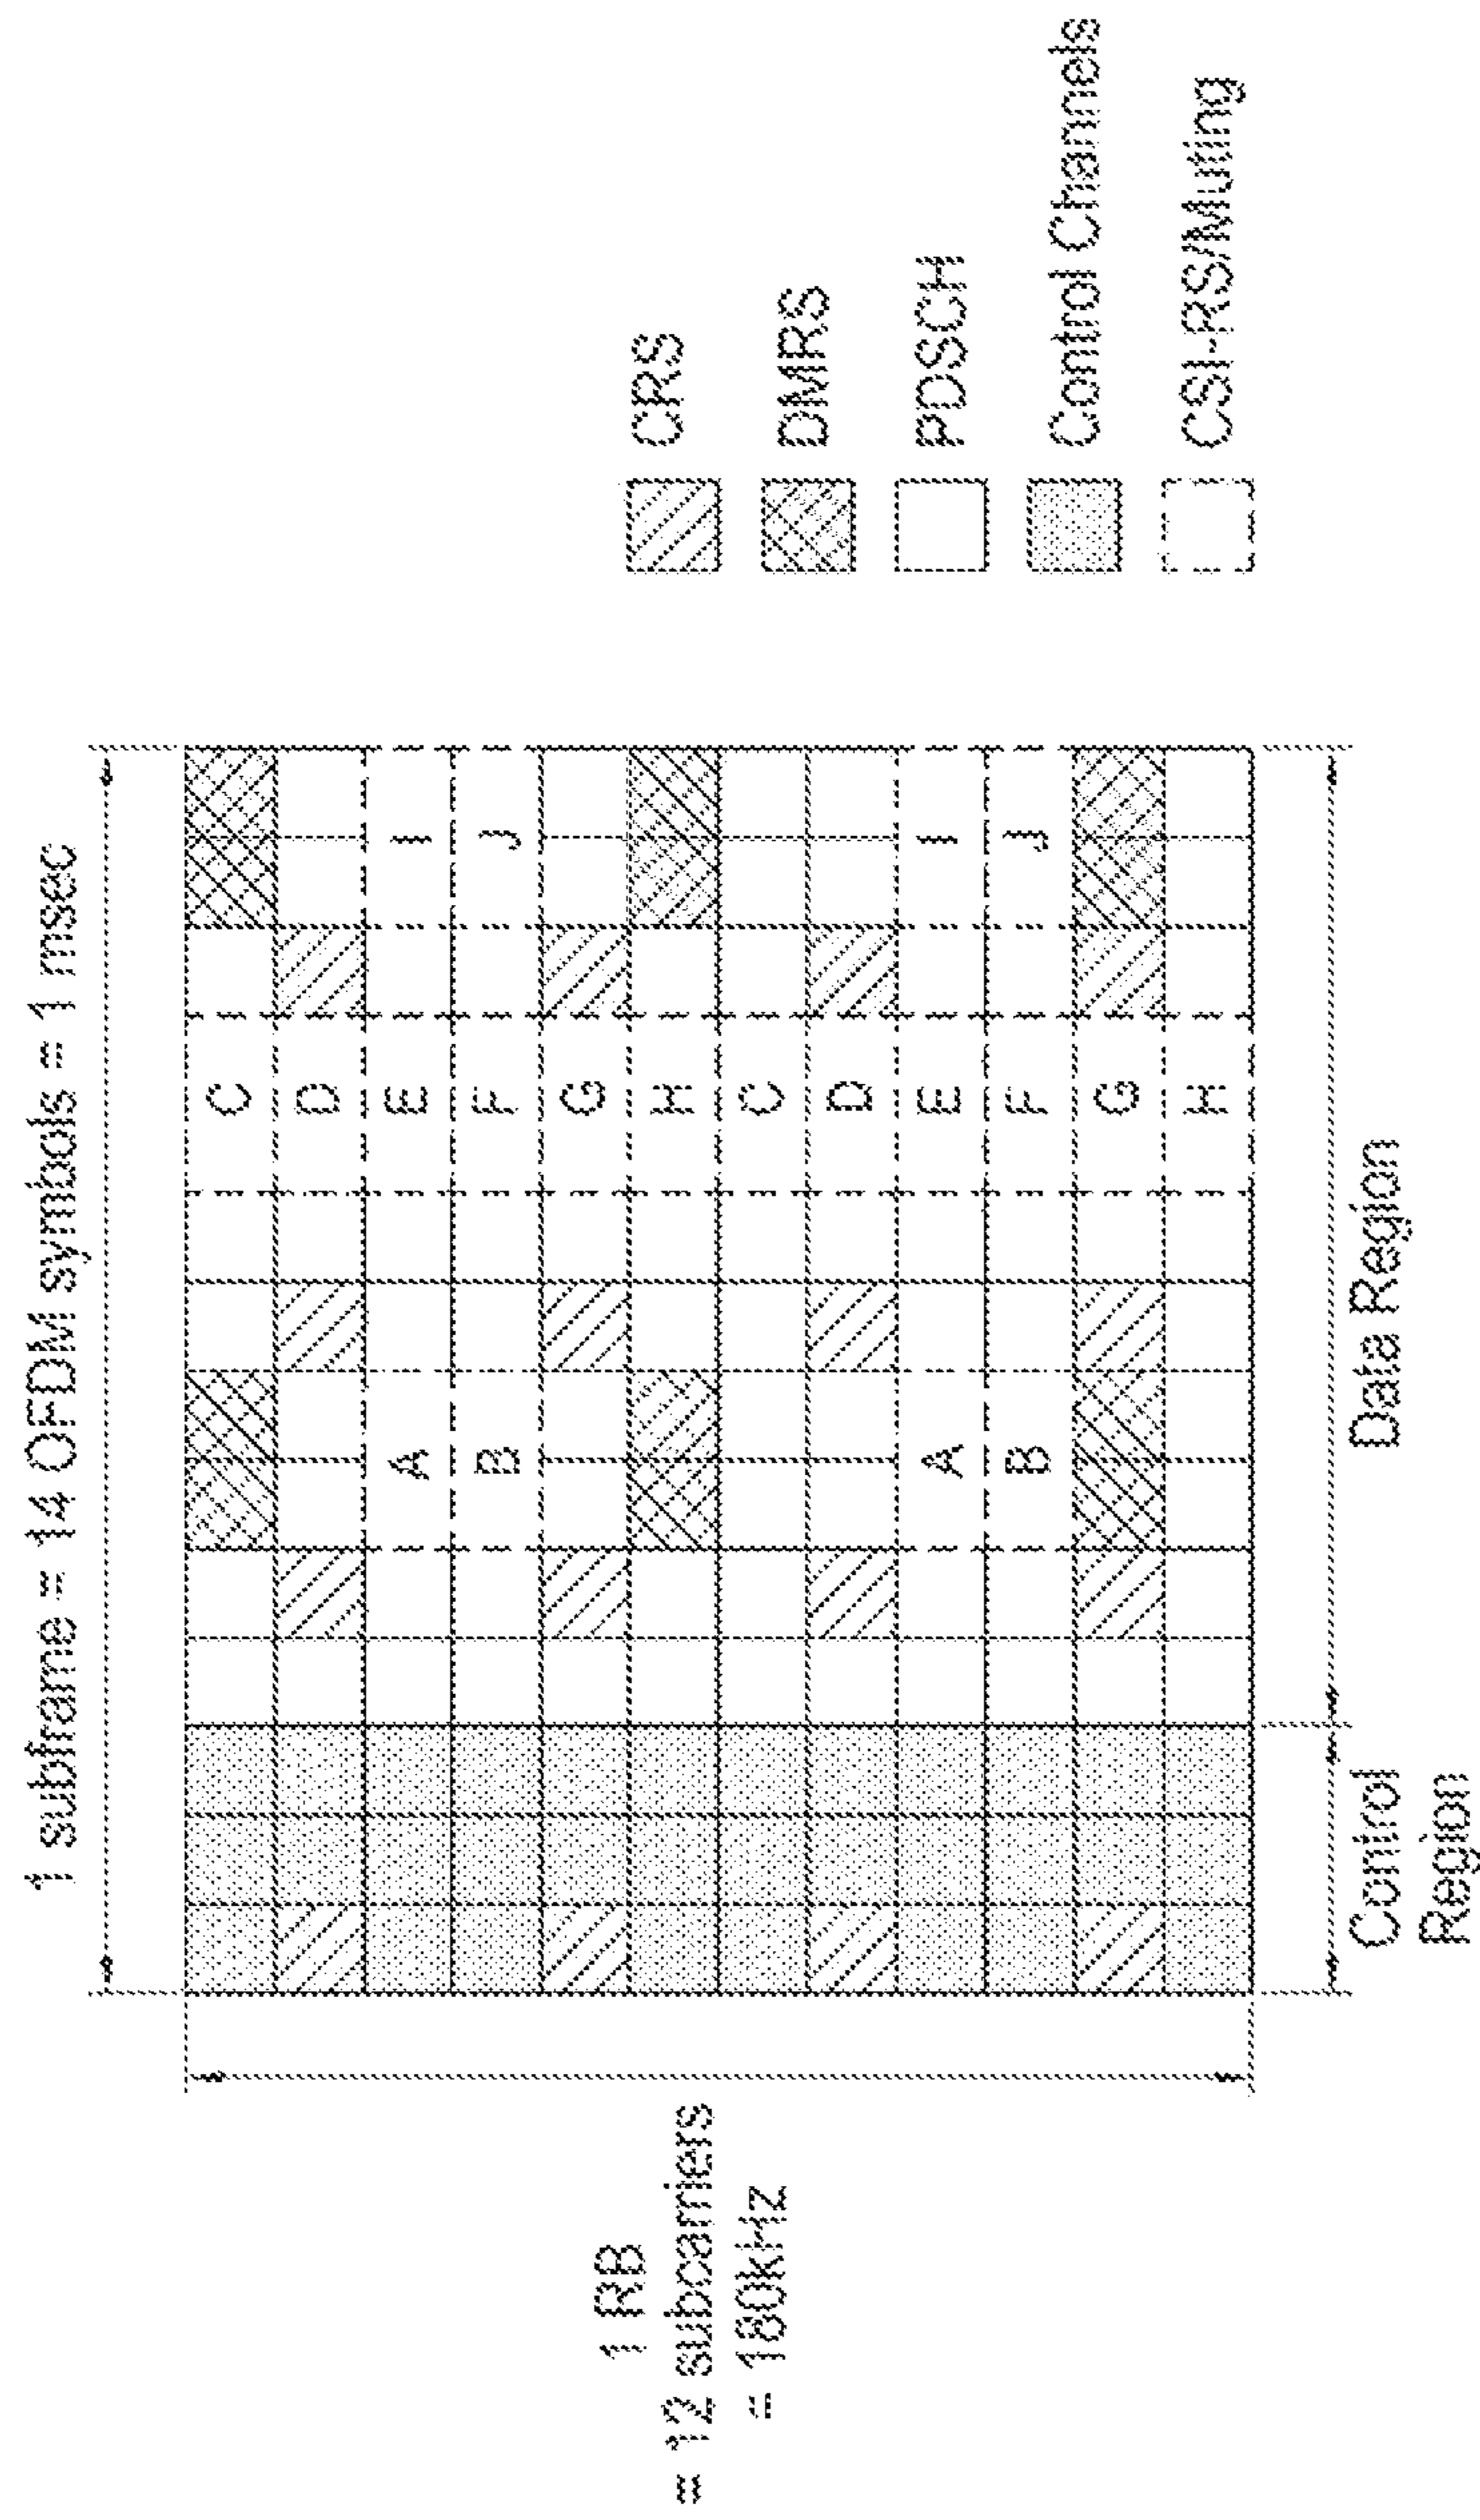 1 subframe = 14 OFDM symbols = 1 msec
1 RB
= 12 subcarriers
= 180kHz
C
D
A E I
B F J
G
H
C
D
A E I
B F J
G
H
Control
Region
Data Region
CRS
DMRS
PDSCH
Control Channels
CSI-RS/Muting